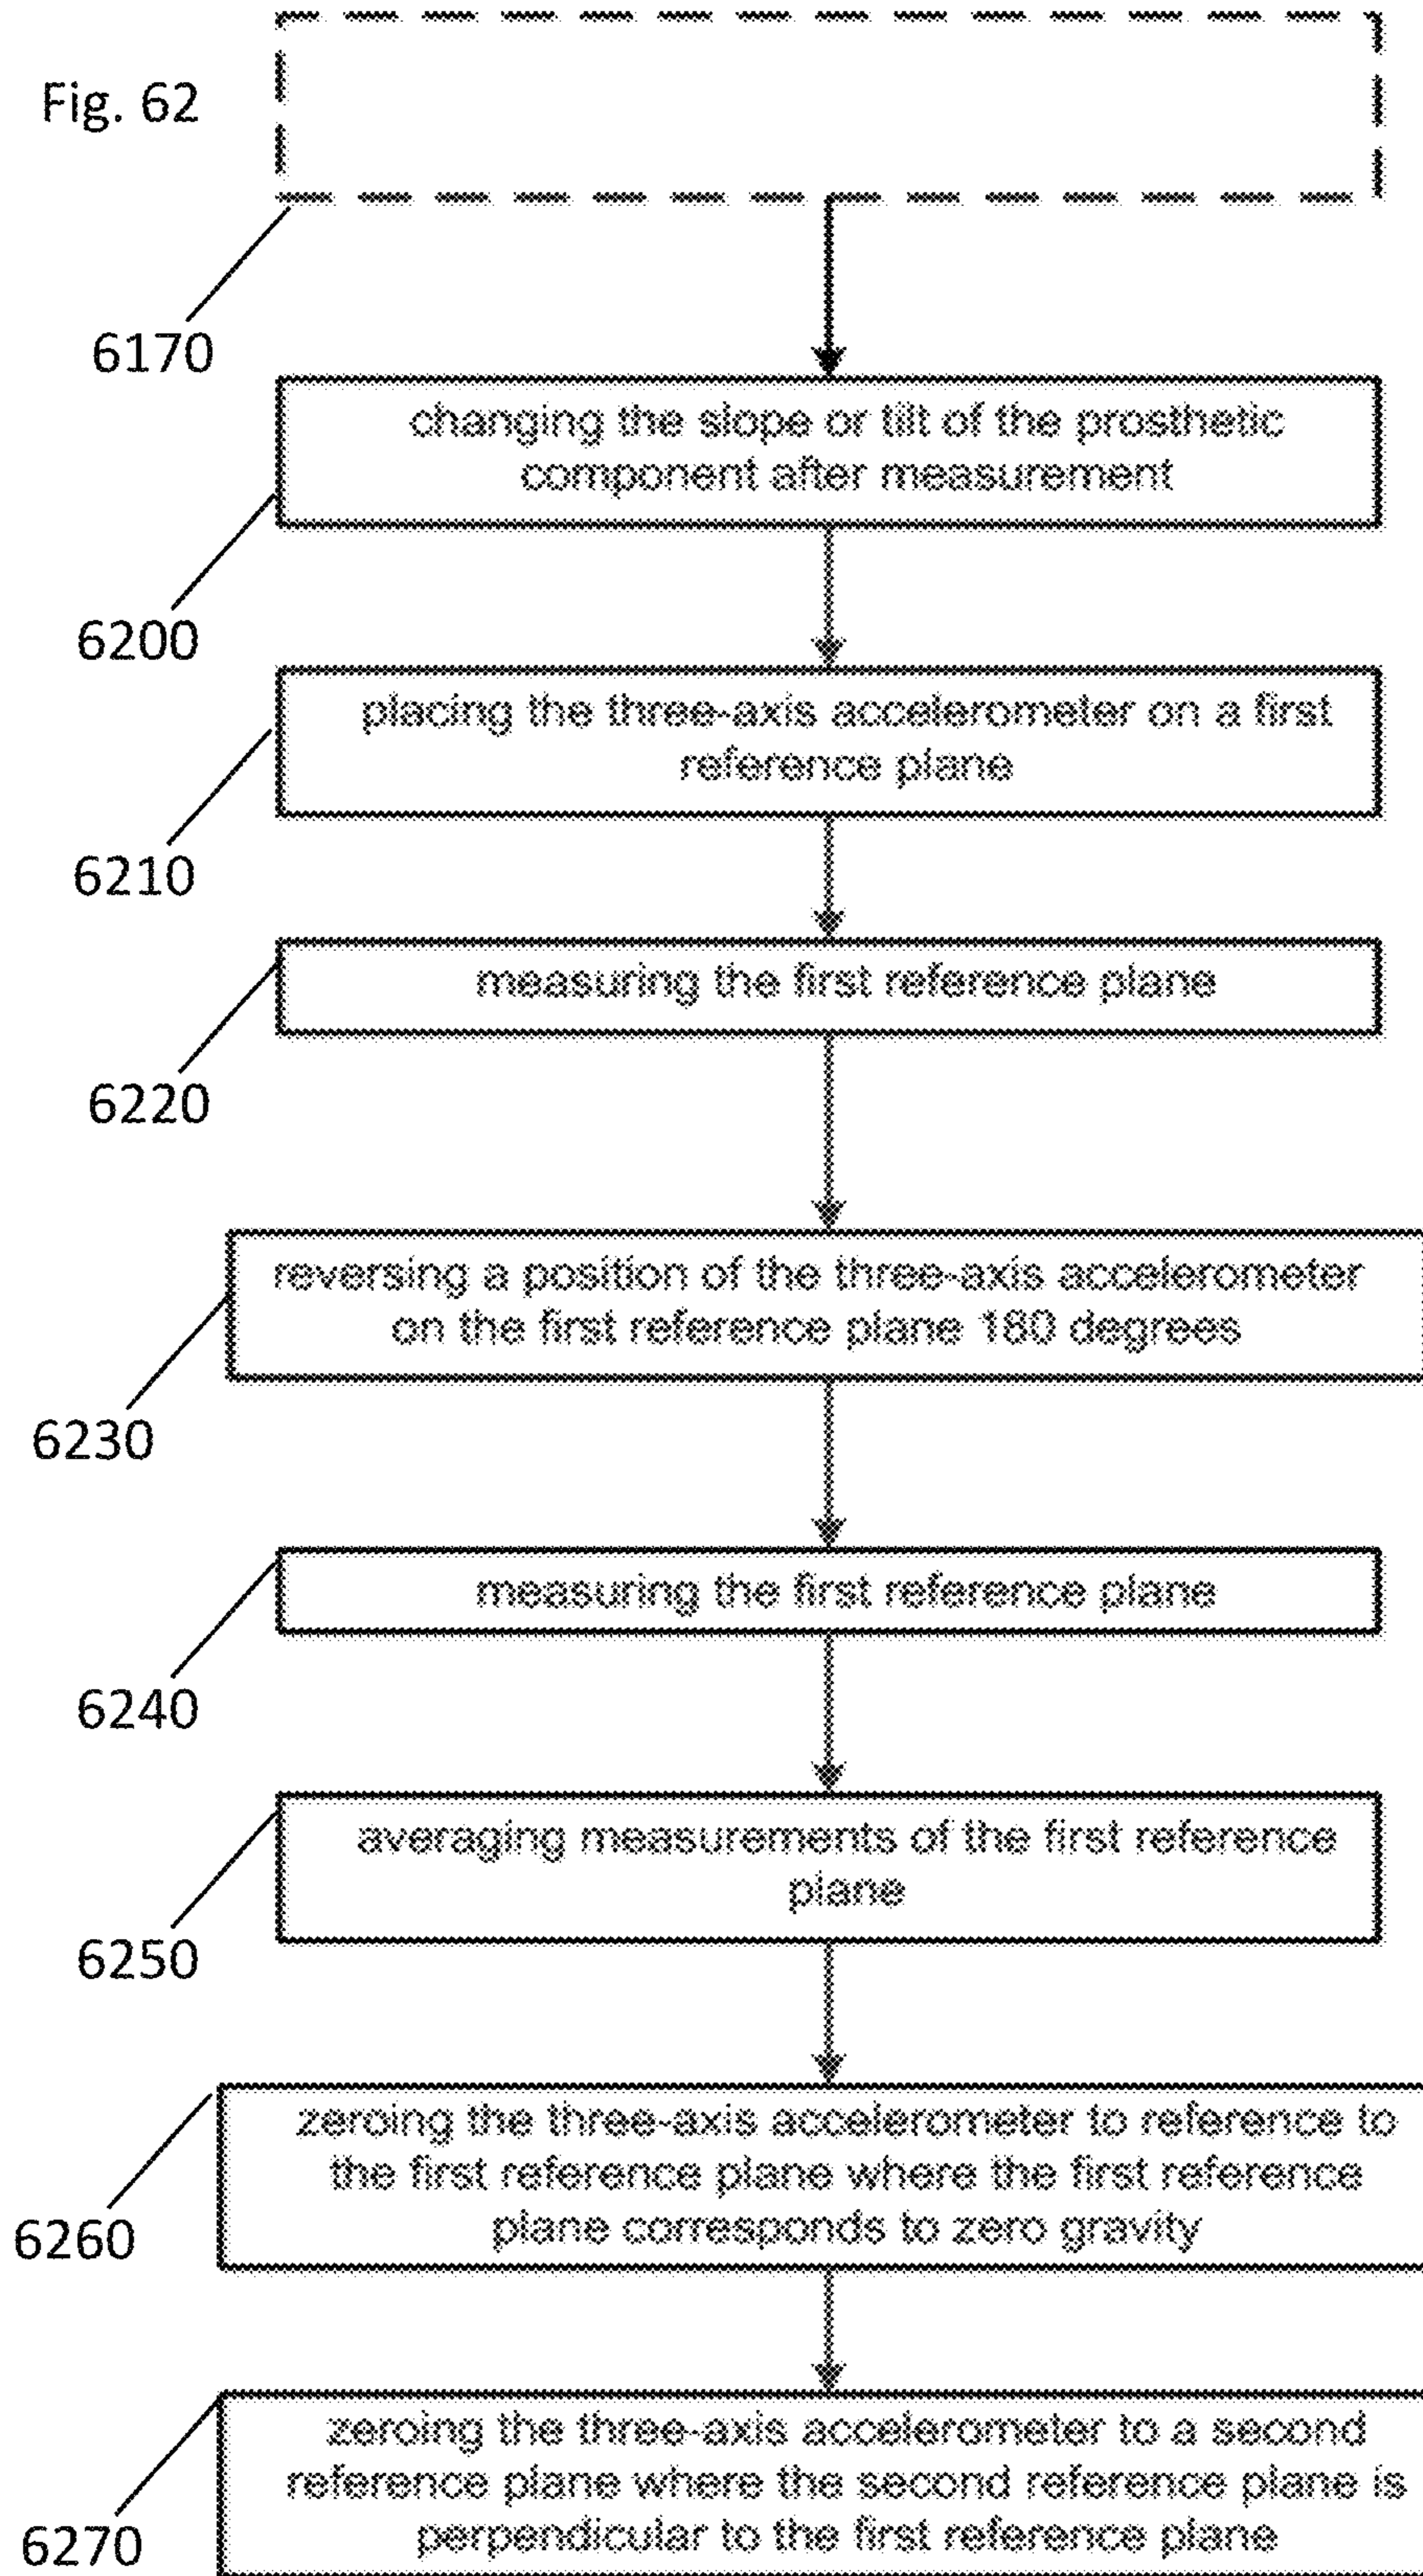 Fig. 62
6170
changing the slope or tilt of the prosthetic
component after measurement
6200
placing the three-axis accelerometer on a first
reference plane
6210
measuring the first reference plane
6220
reversing a position of the three-axis accelerometer
on the first reference plane 180 degrees
6230
measuring the first reference plane
6240
averaging measurements of the first reference
plane
6250
zeroing the three-axis accelerometer to reference to
the first reference plane where the first reference
plane corresponds to zero gravity
6260
zeroing the three-axis accelerometer to a second
reference plane where the second reference plane is
perpendicular to the first reference plane
6270